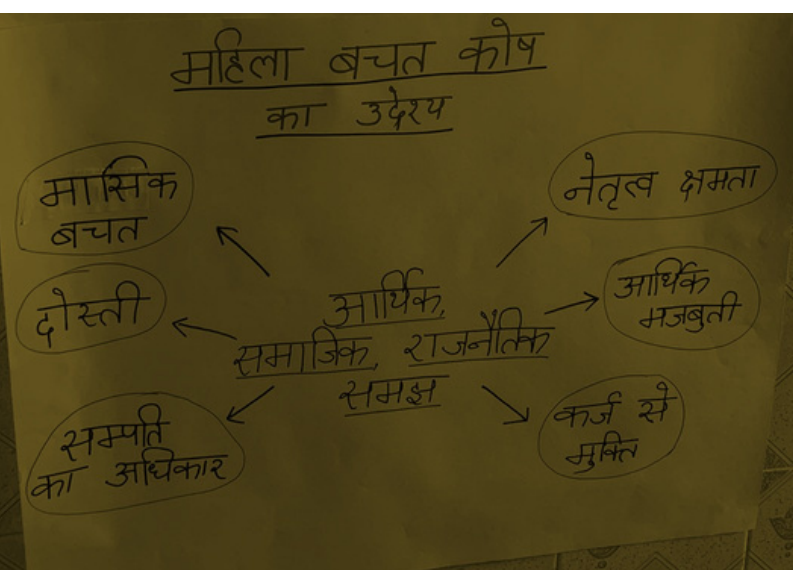 महिला बचत कोष
का उद्देश्य
मासिक
बचत
नेतृत्व क्षमता
दोस्ती
आर्थिक,
समाजिक, राजनैतिक
समझ
आर्थिक
मजबुती
सम्पति
का अधिकार
कर्ज से
मुक्ति